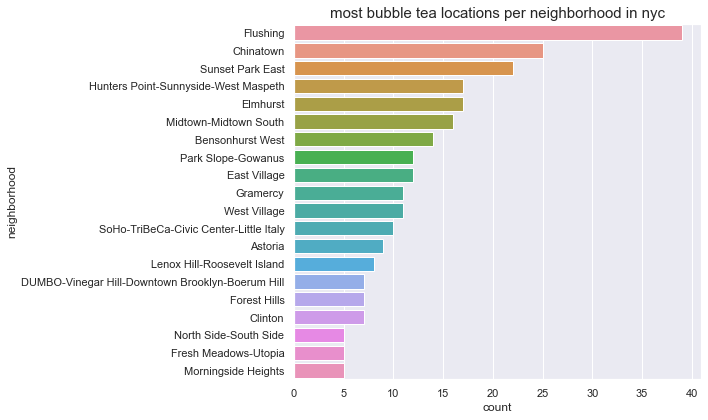 most bubble tea locations per neighborhood in nyc
neighborhood
Flushing
Chinatown
Sunset Park East
Hunters Point-Sunnyside-West Maspeth
Elmhurst
Midtown-Midtown South
Bensonhurst West
Park Slope-Gowanus
East Village
Gramercy
West Village
SoHo-TriBeCa-Civic Center-Little Italy
Astoria
Lenox Hill-Roosevelt Island
DUMBO-Vinegar Hill-Downtown Brooklyn-Boerum Hill
Forest Hills
Clinton
North Side-South Side
Fresh Meadows-Utopia
Morningside Heights
0 5 10 15 20 25 30 35 40
count